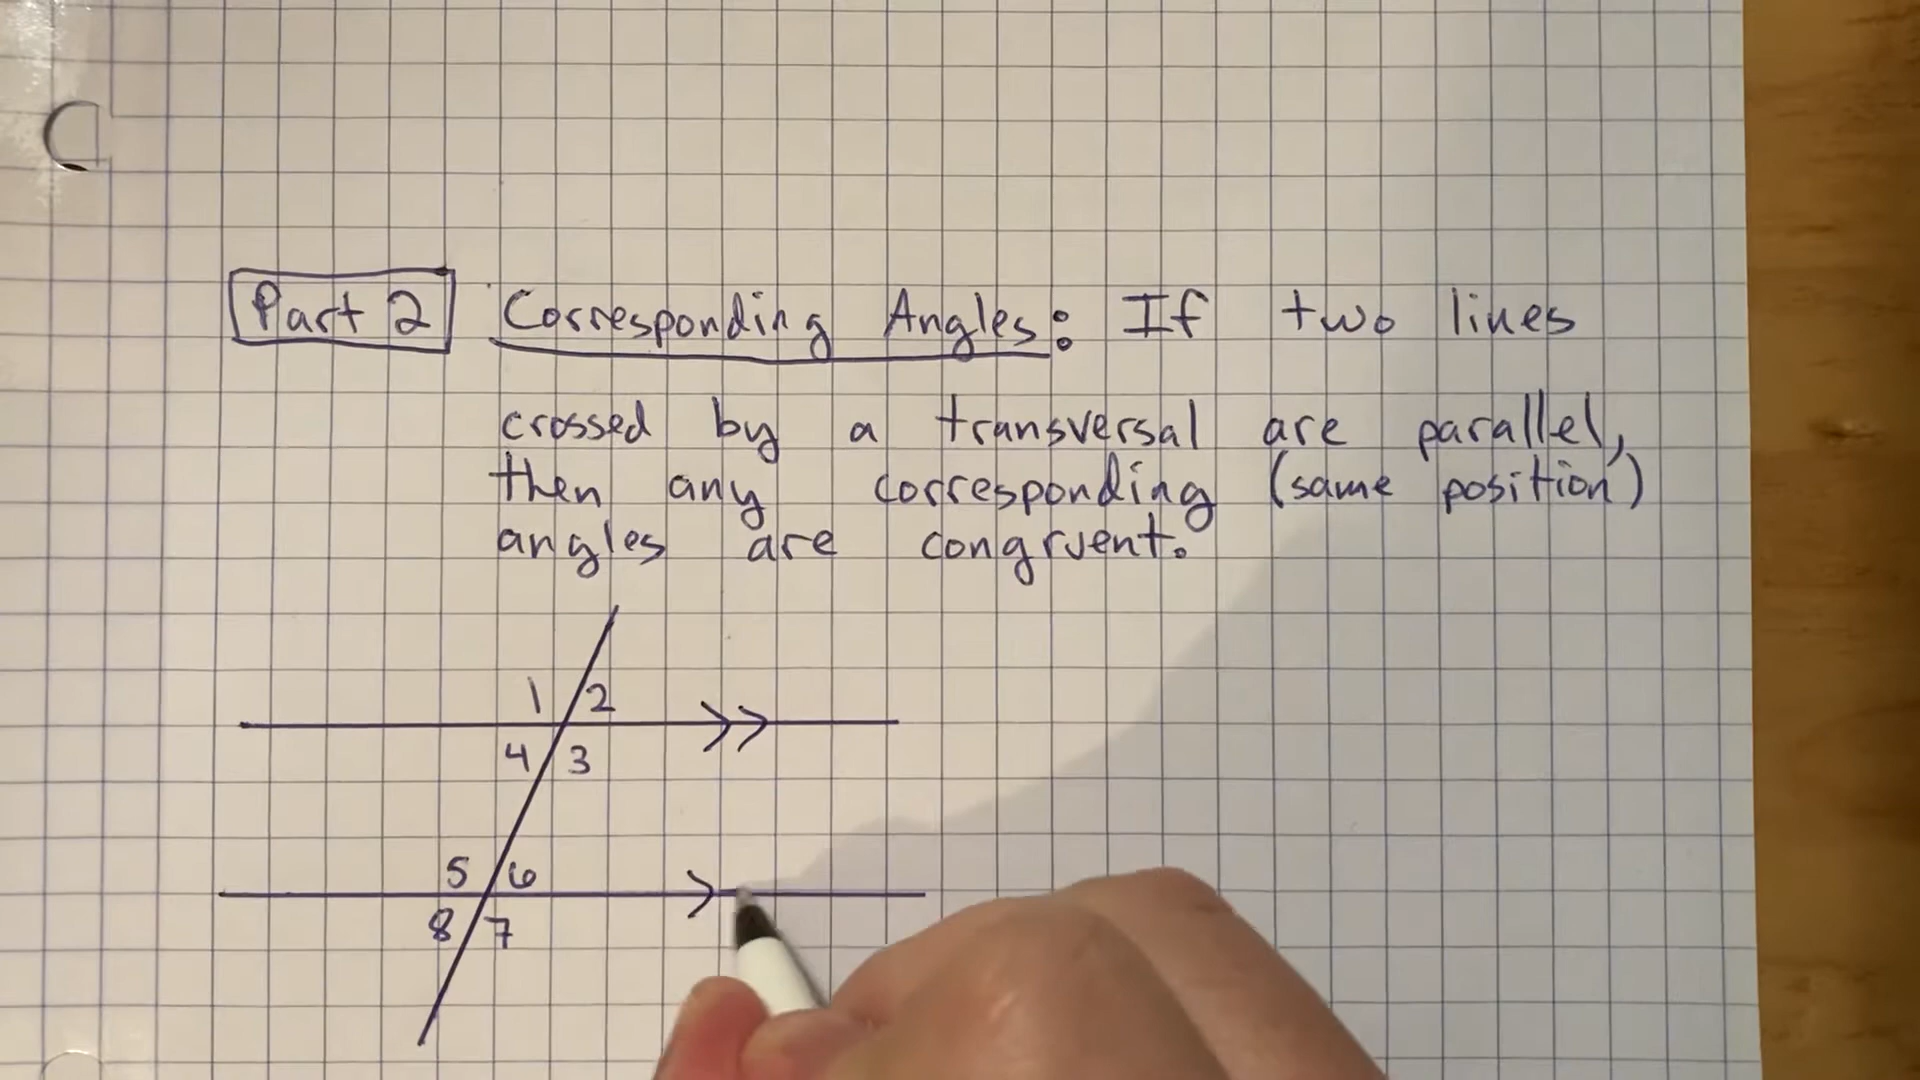 Part 2 Corresponding Angles: If two lines
crossed by a transversal are parallel,
then any corresponding (same position)
angles are congruent.
1 2
4 3
5 6
8 7